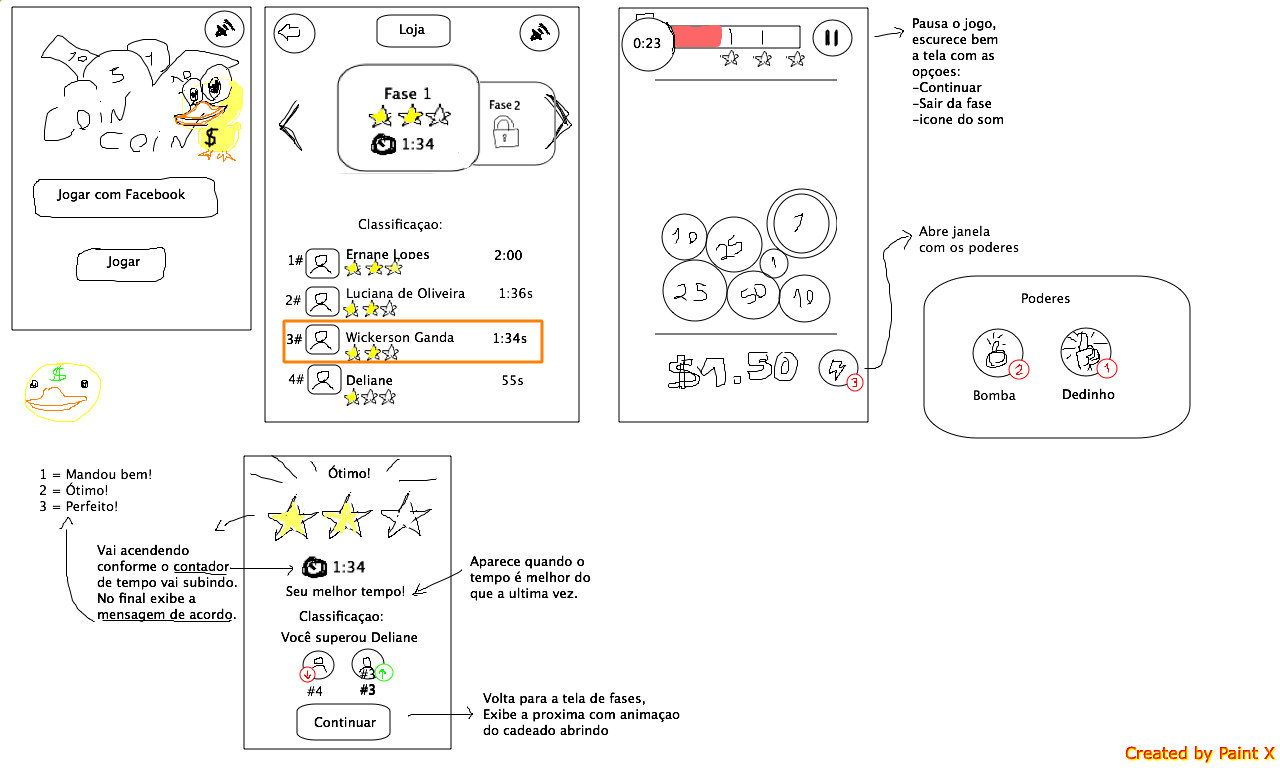 10
5
1
10
COIN
COIN
$
Jogar com Facebook
Jogar
$
Loja
Fase 1
1:34
Fase 2
Classificaçao:
1#
Ernane Lopes
2:00
2#
Luciana de Oliveira
1:36s
3#
Wickerson Ganda
1:34s
4#
Deliane
55s
0:23
10
25
1
1
25
50
10
$1.50
3
Pausa o jogo,
escurece bem
a tela com as
opçoes:
-Continuar
-Sair da fase
-icone do som
Abre janela
com os poderes
Poderes
2
1
Bomba
Dedinho
1 = Mandou bem!
2 = Ótimo!
3 = Perfeito!
Vai acendendo
conforme o contador
de tempo vai subindo.
No final exibe a
mensagem de acordo.
Ótimo!
1:34
Seu melhor tempo!
Classificaçao:
Você superou Deliane
#3
#4
#3
Continuar
Aparece quando o
tempo é melhor do
que a ultima vez.
Volta para a tela de fases,
Exibe a proxima com animaçao
do cadeado abrindo
Created by Paint X